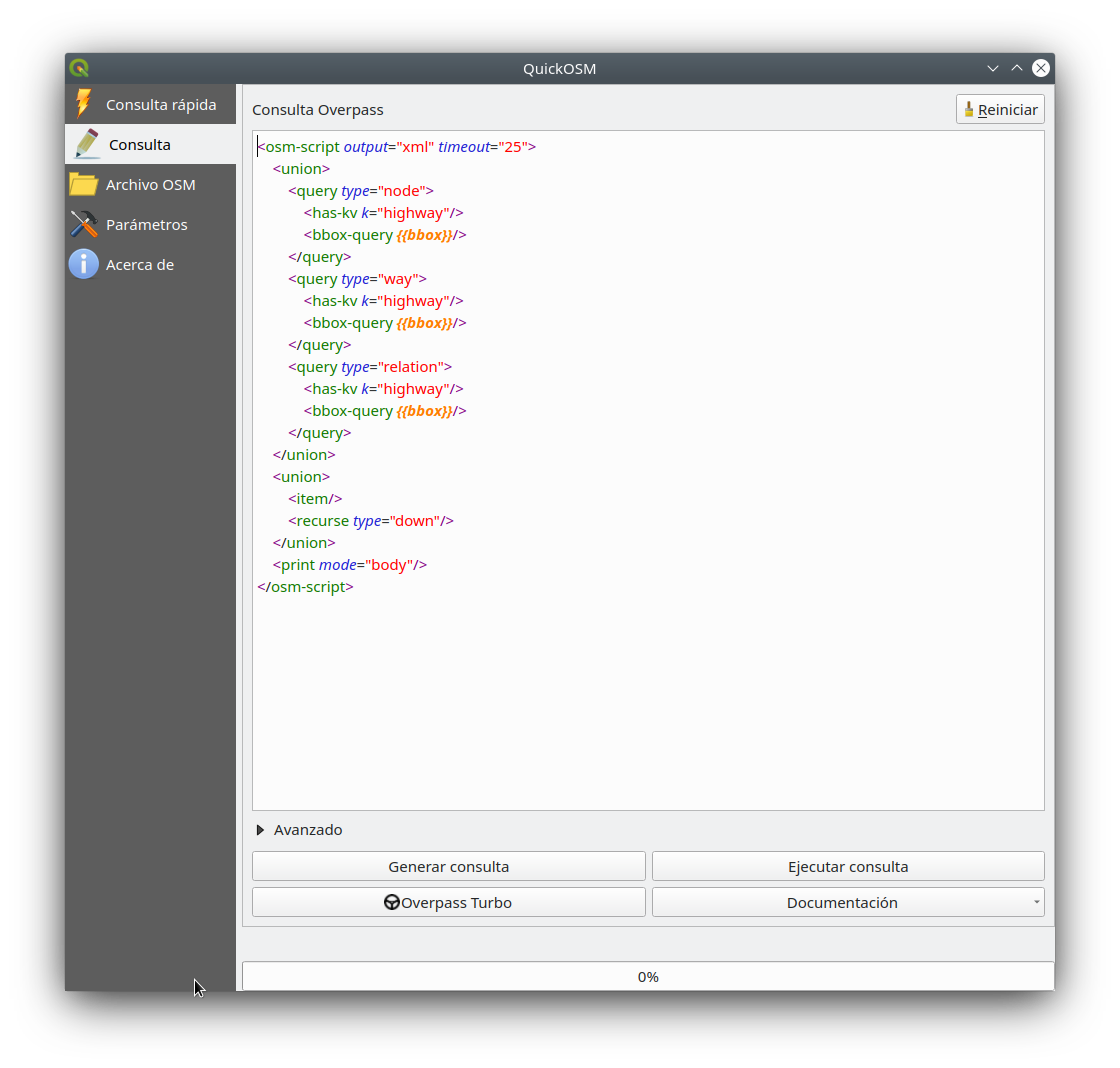 QuickOSM
Consulta rápida
Consulta
Archivo OSM
Parámetros
Acerca de
Consulta Overpass
Reiniciar
<osm-script output="xml" timeout="25">
    <union>
        <query type="node">
            <has-kv k="highway"/>
            <bbox-query {{bbox}}/>
        </query>
        <query type="way">
            <has-kv k="highway"/>
            <bbox-query {{bbox}}/>
        </query>
        <query type="relation">
            <has-kv k="highway"/>
            <bbox-query {{bbox}}/>
        </query>
    </union>
    <union>
        <item/>
        <recurse type="down"/>
    </union>
    <print mode="body"/>
</osm-script>
Avanzado
Generar consulta
Ejecutar consulta
Overpass Turbo
Documentación
0%